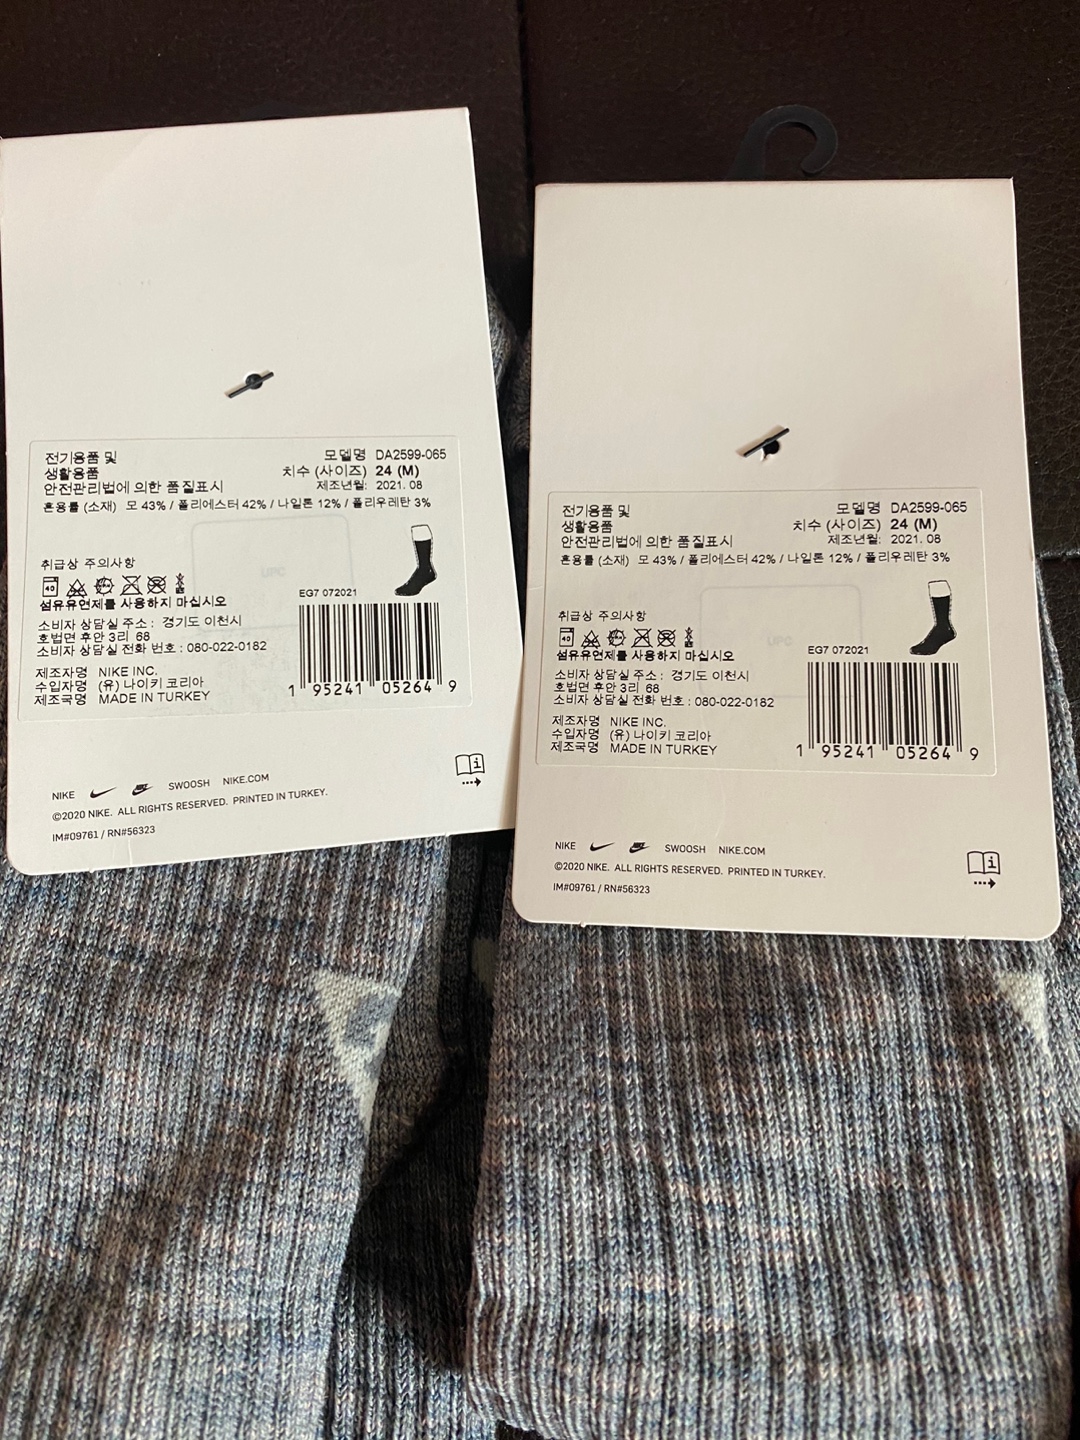 전기용품 및
생활용품
안전관리법에 의한 품질표시
모델명 DA2599-065
치수 (사이즈) 24 (M)
제조년월: 2021. 08
혼용률 (소재) 모 43% / 폴리에스터 42% / 나일론 12% / 폴리우레탄 3%
UPC
취급상 주의사항
40
섬유유연제를 사용하지 마십시오
소비자 상담실 주소 : 경기도 이천시
호법면 후안 3리 68
소비자 상담실 전화 번호 : 080-022-0182
제조자명 NIKE INC.
수입자명 (유) 나이키 코리아
제조국명 MADE IN TURKEY
EG7 072021
1 95241 05264 9
NIKE SWOOSH NIKE.COM
©2020 NIKE. ALL RIGHTS RESERVED. PRINTED IN TURKEY.
IM#09761 / RN#56323
전기용품 및
생활용품
안전관리법에 의한 품질표시
모델명 DA2599-065
치수 (사이즈) 24 (M)
제조년월: 2021. 08
혼용률 (소재) 모 43% / 폴리에스터 42% / 나일론 12% / 폴리우레탄 3%
UPC
취급상 주의사항
40
섬유유연제를 사용하지 마십시오
소비자 상담실 주소 : 경기도 이천시
호법면 후안 3리 68
소비자 상담실 전화 번호 : 080-022-0182
제조자명 NIKE INC.
수입자명 (유) 나이키 코리아
제조국명 MADE IN TURKEY
EG7 072021
1 95241 05264 9
NIKE SWOOSH NIKE.COM
©2020 NIKE. ALL RIGHTS RESERVED. PRINTED IN TURKEY.
IM#09761 / RN#56323